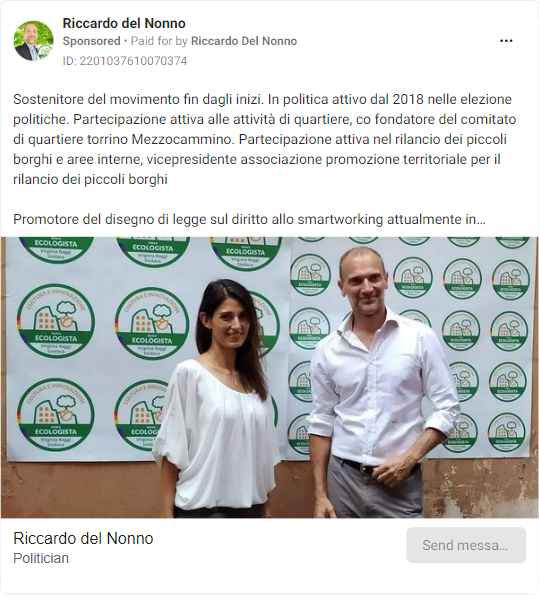 Riccardo del Nonno
Sponsored • Paid for by Riccardo Del Nonno
ID: 2201037610070374
Sostenitore del movimento fin dagli inizi. In politica attivo dal 2018 nelle elezione
politiche. Partecipazione attiva alle attività di quartiere, co fondatore del comitato
di quartiere torrino Mezzocammino. Partecipazione attiva nel rilancio dei piccoli
borghi e aree interne, vicepresidente associazione promozione territoriale per il
rilancio dei piccoli borghi
Promotore del disegno di legge sul diritto allo smartworking attualmente in…
CULTURA E INNOVAZIONE
ROMA
ECOLOGISTA
Virginia Raggi
Sindaca
Riccardo del Nonno
Politician
Send messa...